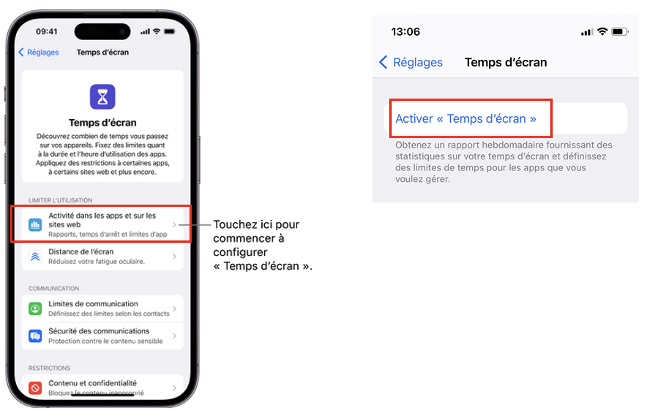 09:41
Réglages
Temps d'écran
Temps d'écran
Découvrez combien de temps vous passez
sur vos appareils. Fixez des limites quant
à la durée et l'heure d'utilisation des apps.
Appliquez des restrictions à certaines apps,
à certains sites web et plus encore.
LIMITER L'UTILISATION
Activité dans les apps et sur les
sites web
Rapports, temps d'arrêt et limites d'app
Distance de l'écran
Réduisez votre fatigue oculaire.
COMMUNICATION
Limites de communication
Définissez des limites selon les contacts
Sécurité des communications
Protection contre le contenu sensible
RESTRICTIONS
Contenu et confidentialité
Bloquez le contenu inapproprié
Touchez ici pour
commencer à
configurer
« Temps d'écran ».
13:06
Réglages
Temps d'écran
Activer « Temps d'écran »
Obtenez un rapport hebdomadaire fournissant des
statistiques sur votre temps d'écran et définissez
des limites de temps pour les apps que vous
voulez gérer.